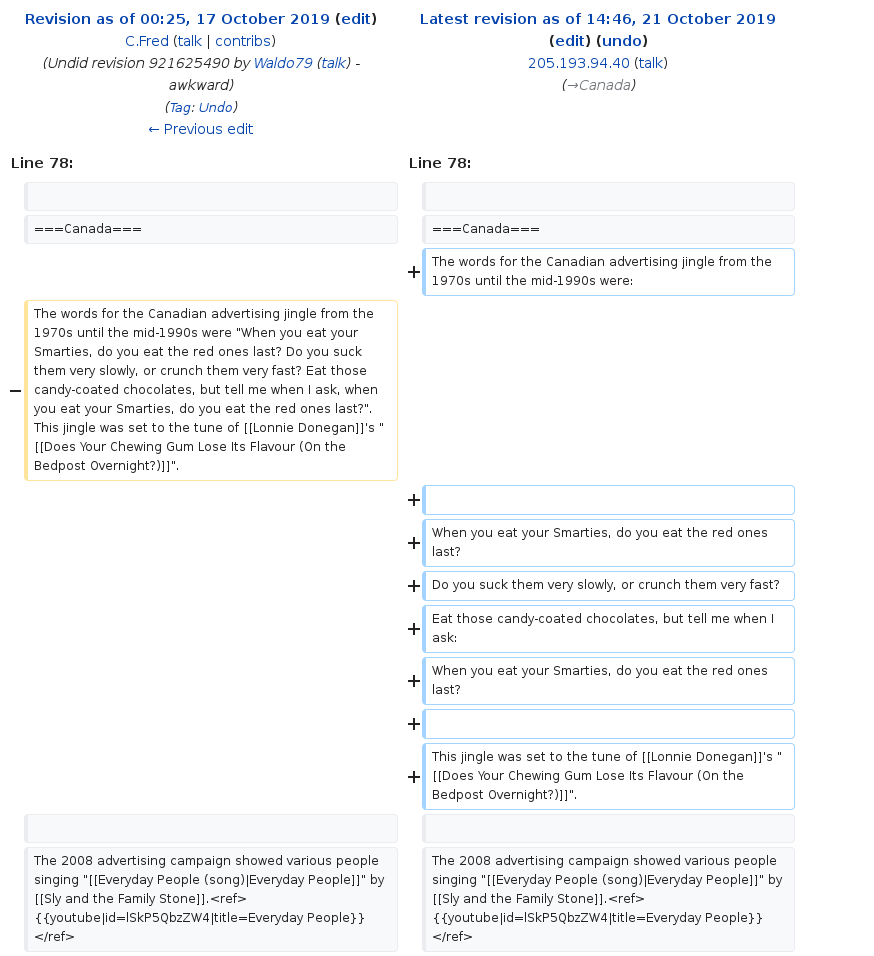 Revision as of 00:25, 17 October 2019 (edit)
C.Fred (talk | contribs)
(Undid revision 921625490 by Waldo79 (talk) -
awkward)
(Tag: Undo)
← Previous edit
Latest revision as of 14:46, 21 October 2019
(edit) (undo)
205.193.94.40 (talk)
(→Canada)
Line 78:
Line 78:
===Canada===
===Canada===
+
The words for the Canadian advertising jingle from the
1970s until the mid-1990s were:
−
The words for the Canadian advertising jingle from the
1970s until the mid-1990s were "When you eat your
Smarties, do you eat the red ones last? Do you suck
them very slowly, or crunch them very fast? Eat those
candy-coated chocolates, but tell me when I ask, when
you eat your Smarties, do you eat the red ones last?".
This jingle was set to the tune of [[Lonnie Donegan]]'s "
[[Does Your Chewing Gum Lose Its Flavour (On the
Bedpost Overnight?)]]".
+
+
When you eat your Smarties, do you eat the red ones
last?
+
Do you suck them very slowly, or crunch them very fast?
+
Eat those candy-coated chocolates, but tell me when I
ask:
+
When you eat your Smarties, do you eat the red ones
last?
+
+
This jingle was set to the tune of [[Lonnie Donegan]]'s "
[[Does Your Chewing Gum Lose Its Flavour (On the
Bedpost Overnight?)]]".
The 2008 advertising campaign showed various people
singing "[[Everyday People (song)|Everyday People]]" by
[[Sly and the Family Stone]].<ref>
{{youtube|id=lSkP5QbzZW4|title=Everyday People}}
</ref>
The 2008 advertising campaign showed various people
singing "[[Everyday People (song)|Everyday People]]" by
[[Sly and the Family Stone]].<ref>
{{youtube|id=lSkP5QbzZW4|title=Everyday People}}
</ref>